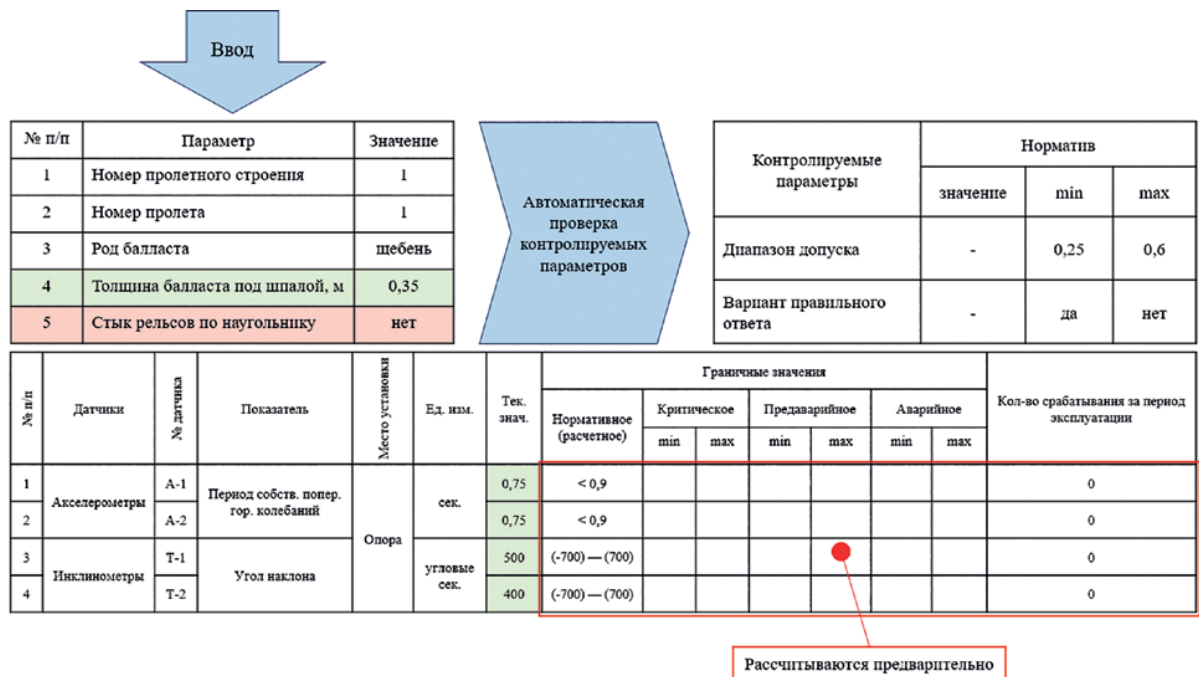 Ввод
№ п/п Параметр Значение
1 Номер пролетного строения 1
2 Номер пролета 1
3 Род балласта щебень
4 Толщина балласта под шпалой, м 0,35
5 Стык рельсов по наугольнику нет
Автоматическая
проверка
контролируемых
параметров
Контролируемые
параметры
Норматив
значение min max
Диапазон допуска - 0,25 0,6
Вариант правильного
ответа
- да нет
№ п/п Датчики № датчика Показатель Место установки Ед. изм. Тек.
знач.
Граничные значения
Нормативное
(расчетное)
Критическое Предаварийное Аварийное
min max min max min max
Кол-во срабатывания за период
эксплуатации
1 Акселерометры А-1 Период собств. попер.
гор. колебаний
Опора сек. 0,75 < 0,9 0
2 А-2 0,75 < 0,9 0
3 Инклинометры Т-1 Угол наклона угловые
сек.
500 (-700) — (700) 0
4 Т-2 400 (-700) — (700) 0
Рассчитываются предварительно